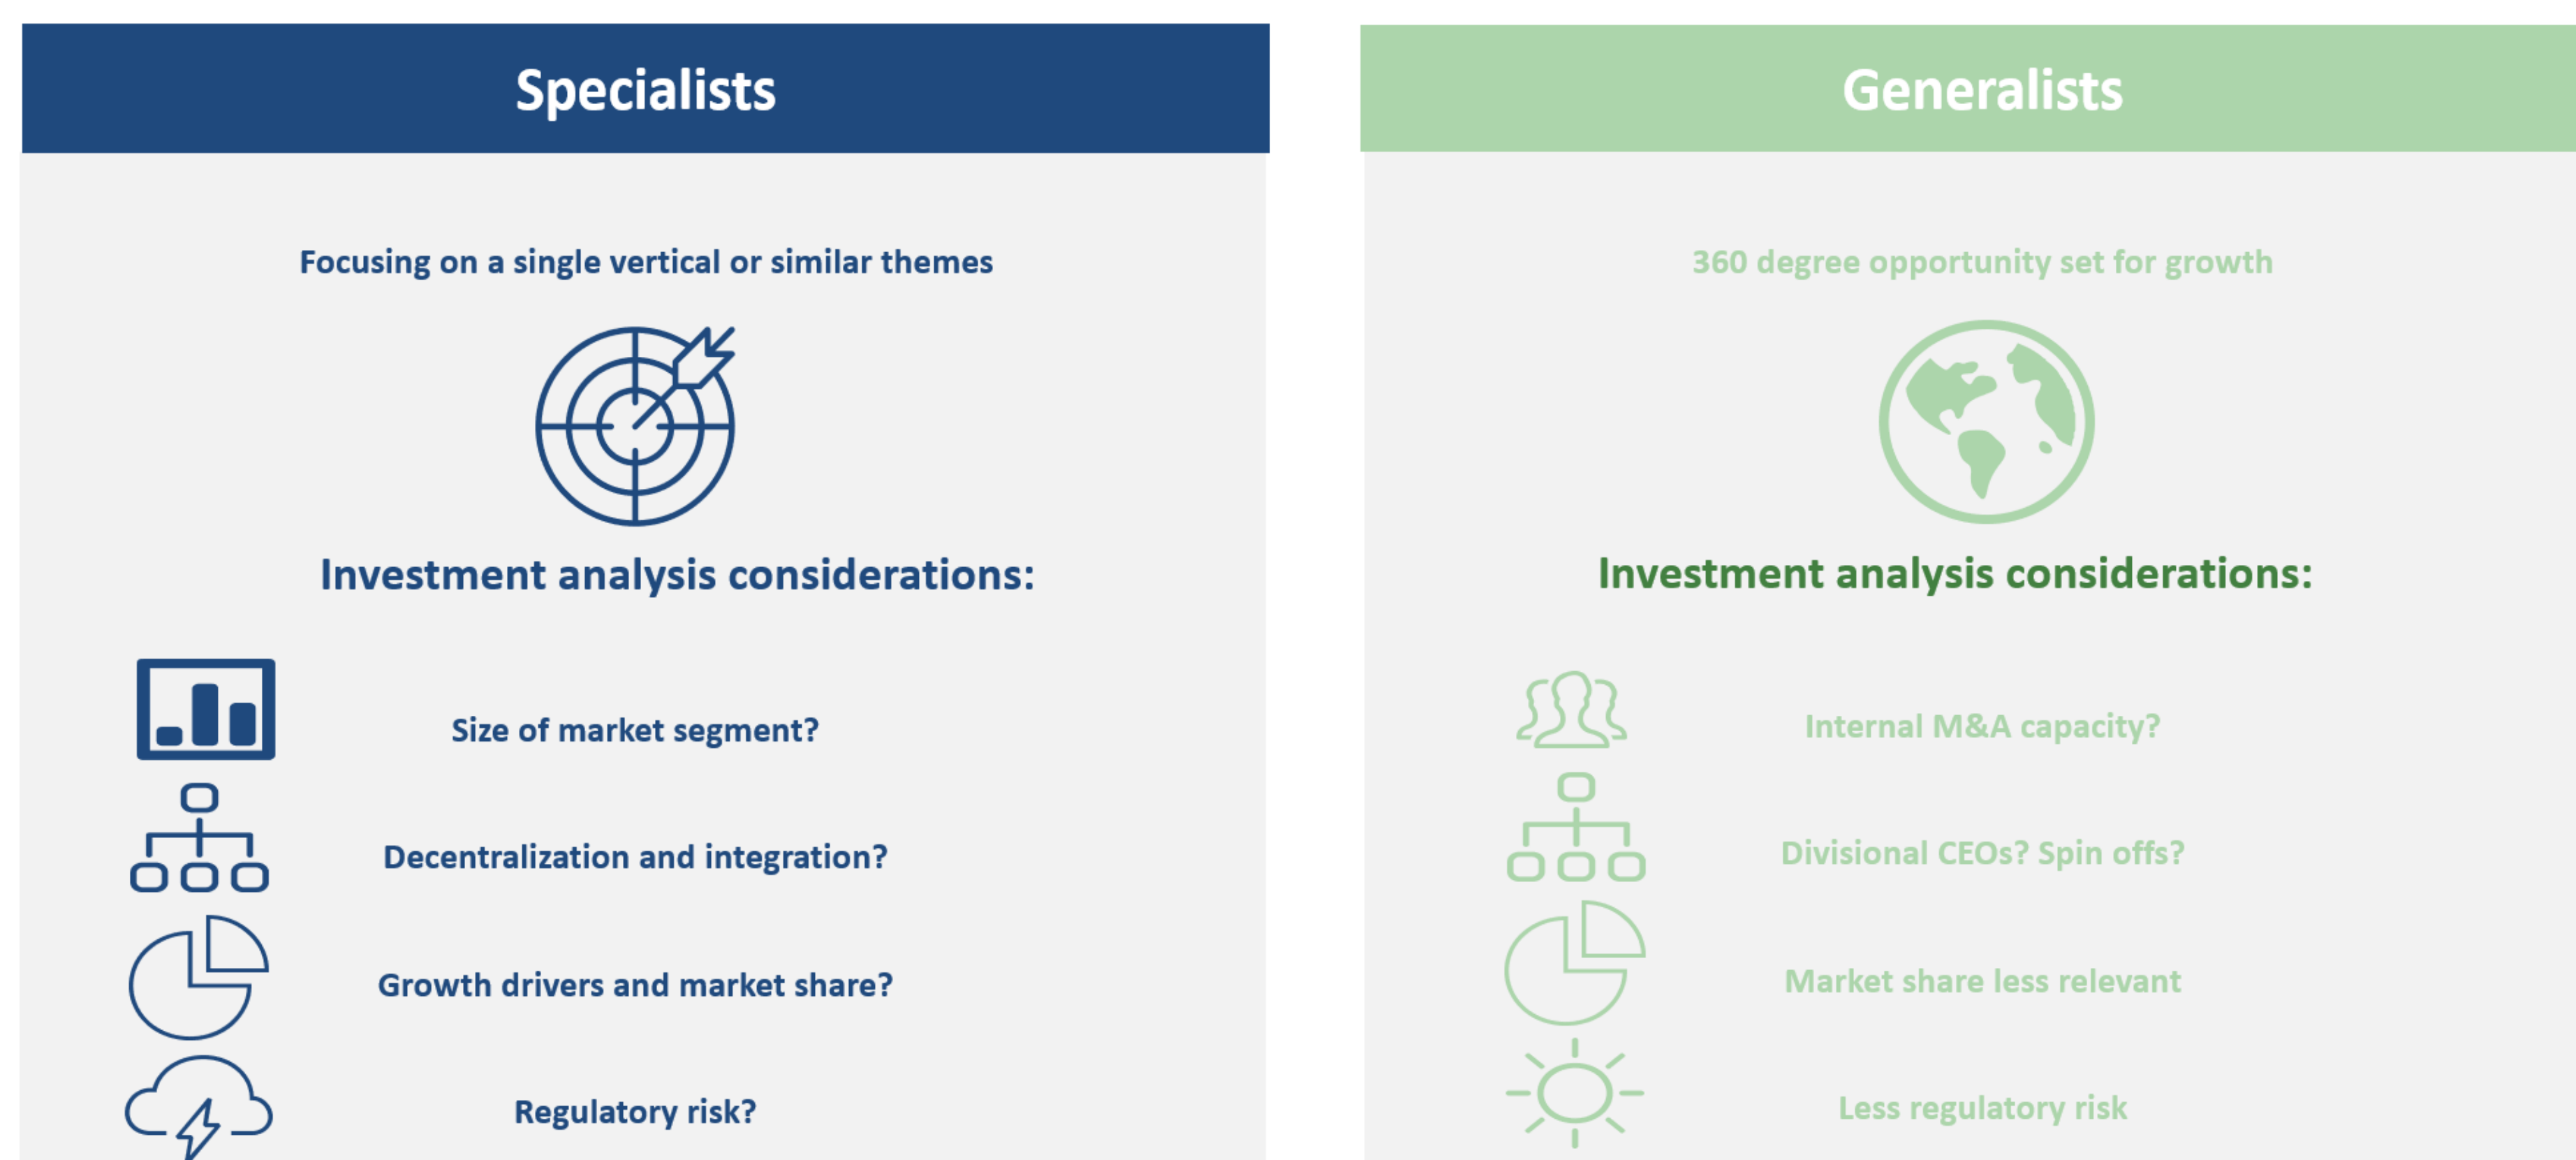 Specialists
Focusing on a single vertical or similar themes
Investment analysis considerations:
Size of market segment?
Decentralization and integration?
Growth drivers and market share?
Regulatory risk?
Generalists
360 degree opportunity set for growth
Investment analysis considerations:
Internal M&A capacity?
Divisional CEOs? Spin offs?
Market share less relevant
Less regulatory risk